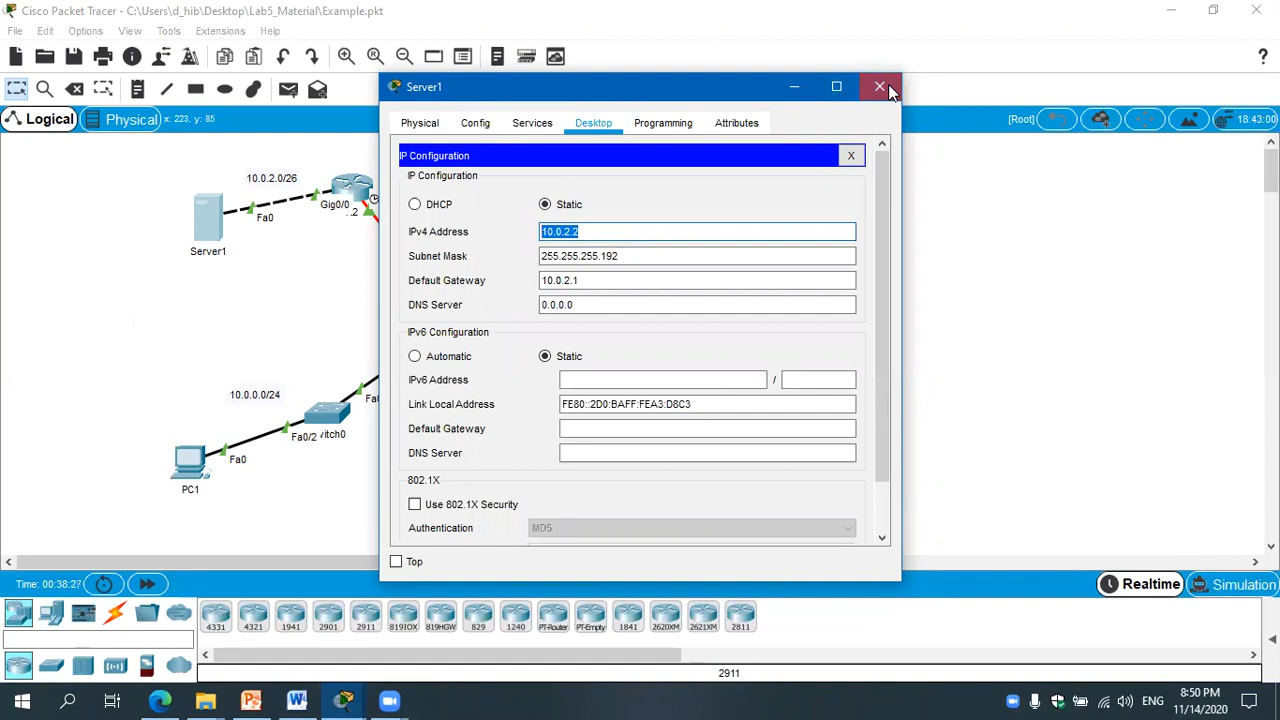 Cisco Packet Tracer - C:\Users\d_hib\Desktop\Lab5_Material\Example.pkt
File Edit Options View Tools Extensions Help
Logical Physical x: 223, y: 85 [Root] 18:43:00
10.0.2.0/26
Gig0/0
.2
Fa0
Server1
10.0.0.0/24
Fa0/2
Fa0
PC1
Server1
Physical Config Services Desktop Programming Attributes
IP Configuration X
IP Configuration
DHCP Static
IPv4 Address 10.0.2.2
Subnet Mask 255.255.255.192
Default Gateway 10.0.2.1
DNS Server 0.0.0.0
IPv6 Configuration
Automatic Static
IPv6 Address /
Link Local Address FE80::2D0:BAFF:FEA3:D8C3
Default Gateway
DNS Server
802.1X
Use 802.1X Security
Authentication MD5
Top
Time: 00:38:27 Realtime Simulation
4331 4321 1941 2901 2911 819IOX 819HGW 829 1240 PT-Router PT-Empty 1841 2620XM 2621XM 2811
2911
ENG 8:50 PM
11/14/2020